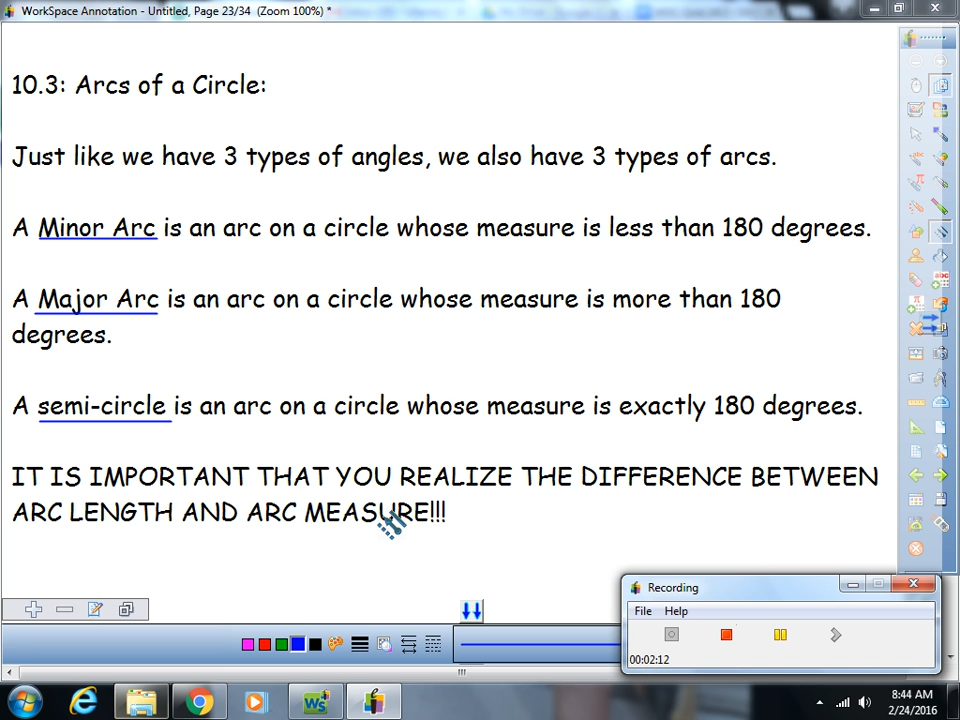 WorkSpace Annotation - Untitled, Page 23/34 (Zoom 100%) *
10.3: Arcs of a Circle:
Just like we have 3 types of angles, we also have 3 types of arcs.
A Minor Arc is an arc on a circle whose measure is less than 180 degrees.
A Major Arc is an arc on a circle whose measure is more than 180
degrees.
A semi-circle is an arc on a circle whose measure is exactly 180 degrees.
IT IS IMPORTANT THAT YOU REALIZE THE DIFFERENCE BETWEEN
ARC LENGTH AND ARC MEASURE!!!
Recording
File Help
00:02:12
8:44 AM
2/24/2016